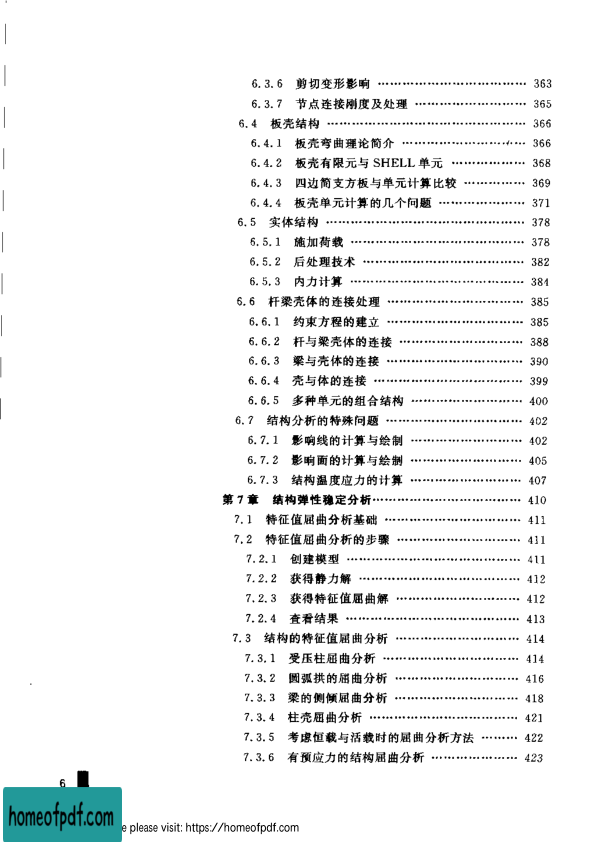 6.3.6 剪切变形影响 …… 363
6.3.7 节点连接刚度及处理 …… 365
6.4 板壳结构 …… 366
6.4.1 板壳弯曲理论简介 …… 366
6.4.2 板壳有限元与 SHELL 单元 …… 368
6.4.3 四边简支方板与单元计算比较 …… 369
6.4.4 板壳单元计算的几个问题 …… 371
6.5 实体结构 …… 378
6.5.1 施加荷载 …… 378
6.5.2 后处理技术 …… 382
6.5.3 内力计算 …… 384
6.6 杆梁壳体的连接处理 …… 385
6.6.1 约束方程的建立 …… 385
6.6.2 杆与梁壳体的连接 …… 388
6.6.3 梁与壳体的连接 …… 390
6.6.4 壳与体的连接 …… 399
6.6.5 多种单元的组合结构 …… 400
6.7 结构分析的特殊问题 …… 402
6.7.1 影响线的计算与绘制 …… 402
6.7.2 影响面的计算与绘制 …… 405
6.7.3 结构温度应力的计算 …… 407
第7章 结构弹性稳定分析 …… 410
7.1 特征值屈曲分析基础 …… 411
7.2 特征值屈曲分析的步骤 …… 411
7.2.1 创建模型 …… 411
7.2.2 获得静力解 …… 412
7.2.3 获得特征值屈曲解 …… 412
7.2.4 查看结果 …… 413
7.3 结构的特征值屈曲分析 …… 414
7.3.1 受压柱屈曲分析 …… 414
7.3.2 圆弧拱的屈曲分析 …… 416
7.3.3 梁的侧倾屈曲分析 …… 418
7.3.4 柱壳屈曲分析 …… 421
7.3.5 考虑恒载与活载时的屈曲分析方法 …… 422
7.3.6 有预应力的结构屈曲分析 …… 423
6
homeofpdf.com
e please visit: https://homeofpdf.com